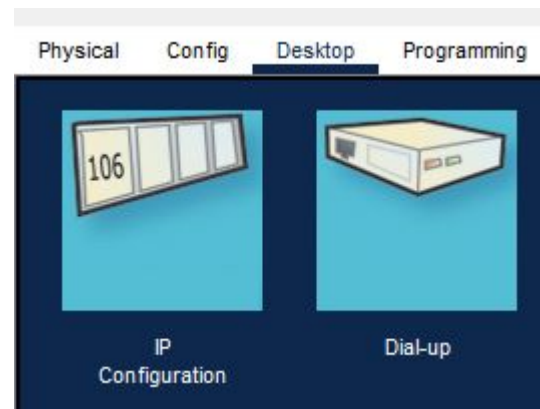 Physical Config Desktop Programming
106
IP
Configuration
Dial-up